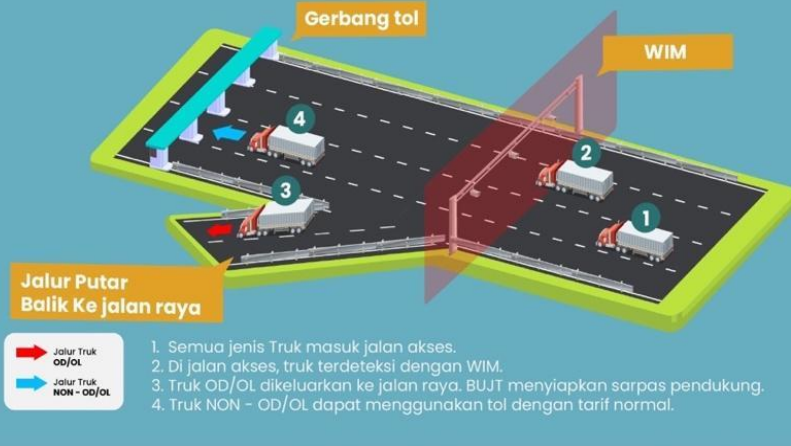 Gerbang tol
WIM
4
2
3
1
Jalur Putar
Balik Ke jalan raya
Jalur Truk
OD/OL
Jalur Truk
NON - OD/OL
1. Semua jenis Truk masuk jalan akses.
2. Di jalan akses, truk terdeteksi dengan WIM.
3. Truk OD/OL dikeluarkan ke jalan raya. BUJT menyiapkan sarpas pendukung.
4. Truk NON - OD/OL dapat menggunakan tol dengan tarif normal.